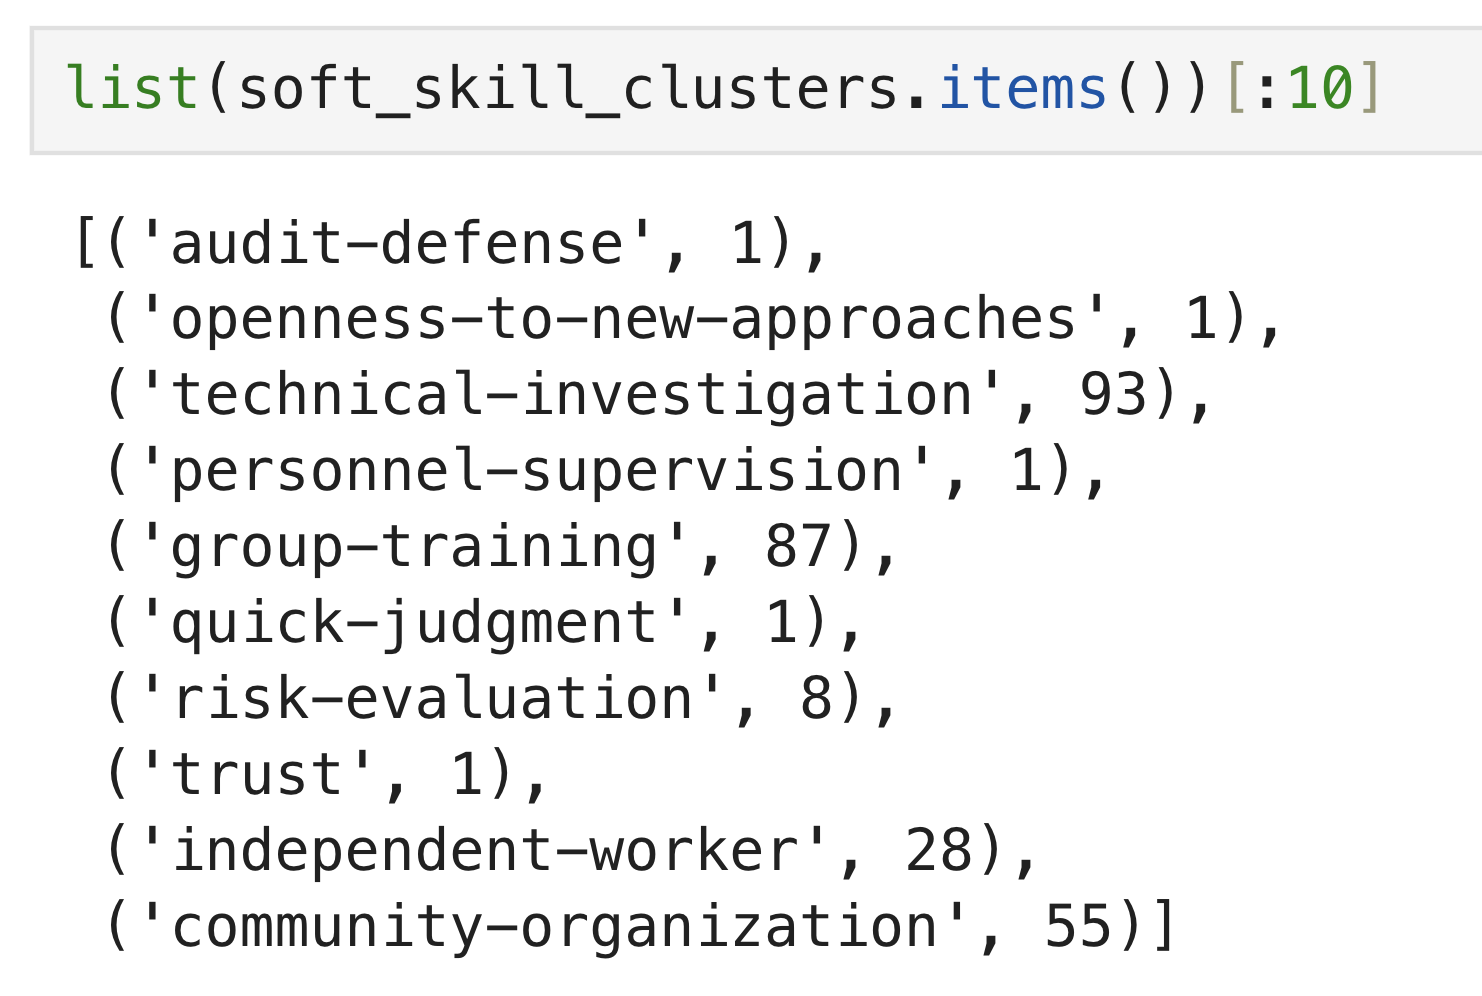 list(soft_skill_clusters.items())[:10]
[('audit-defense', 1),
('openness-to-new-approaches', 1),
('technical-investigation', 93),
('personnel-supervision', 1),
('group-training', 87),
('quick-judgment', 1),
('risk-evaluation', 8),
('trust', 1),
('independent-worker', 28),
('community-organization', 55)]